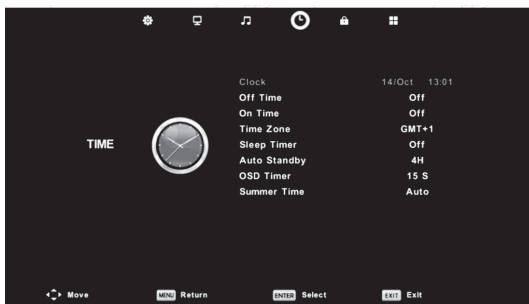 Clock 14/Oct 13:01
Off Time Off
On Time Off
Time Zone GMT+1
TIME
Sleep Timer Off
Auto Standby 4H
OSD Timer 15 S
Summer Time Auto
Move MENU Return ENTER Select EXIT Exit